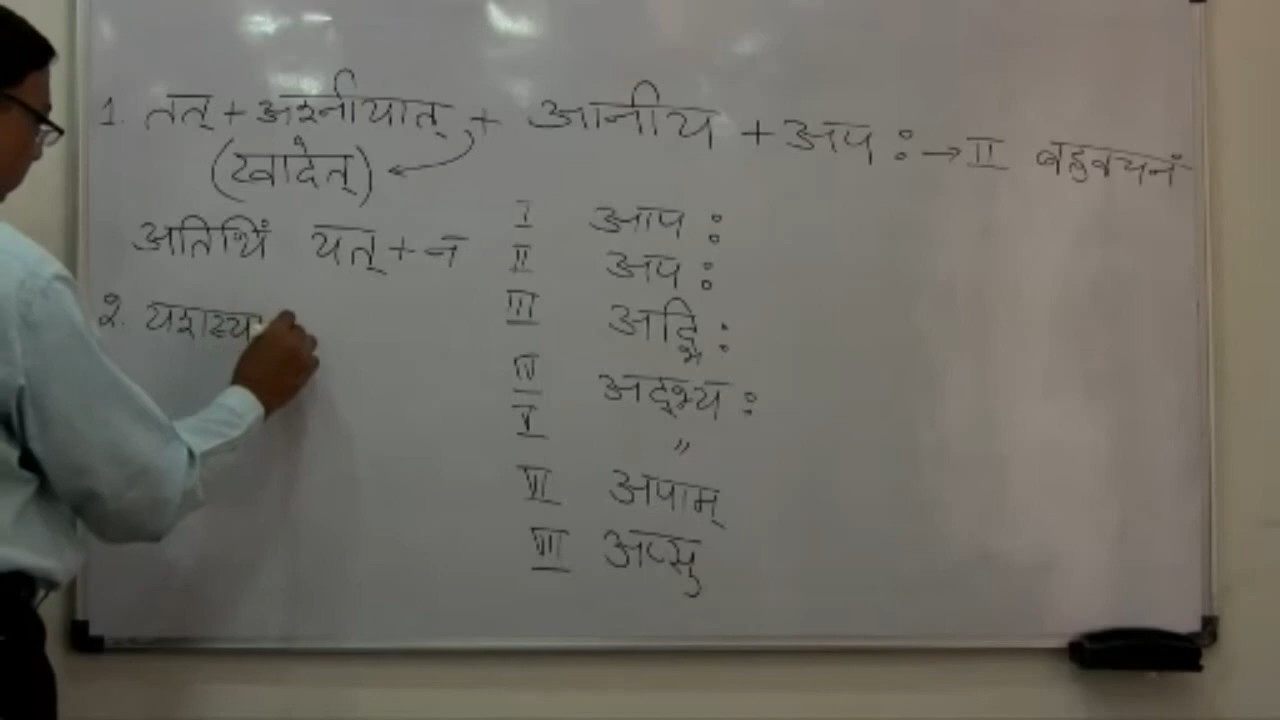 1. तत् + अश्नीयात् + आनीय + अपः → II बहुवचनं
(खादेत्)
अतिथिं यत् + न
२. यशस्य
I आपः
II अपः
III अद्भिः
IV अद्भ्यः
V "
VI अपाम्
VII अप्सु